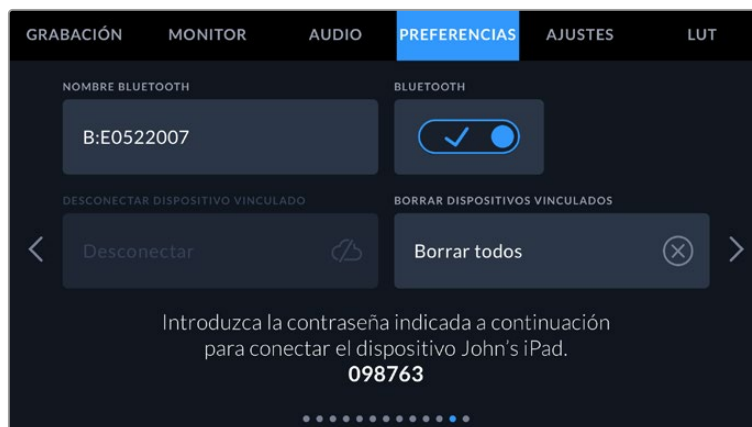 GRABACIÓN MONITOR AUDIO PREFERENCIAS AJUSTES LUT
NOMBRE BLUETOOTH BLUETOOTH
B:E0522007
DESCONECTAR DISPOSITIVO VINCULADO BORRAR DISPOSITIVOS VINCULADOS
Desconectar Borrar todos
Introduzca la contraseña indicada a continuación
para conectar el dispositivo John’s iPad.
098763